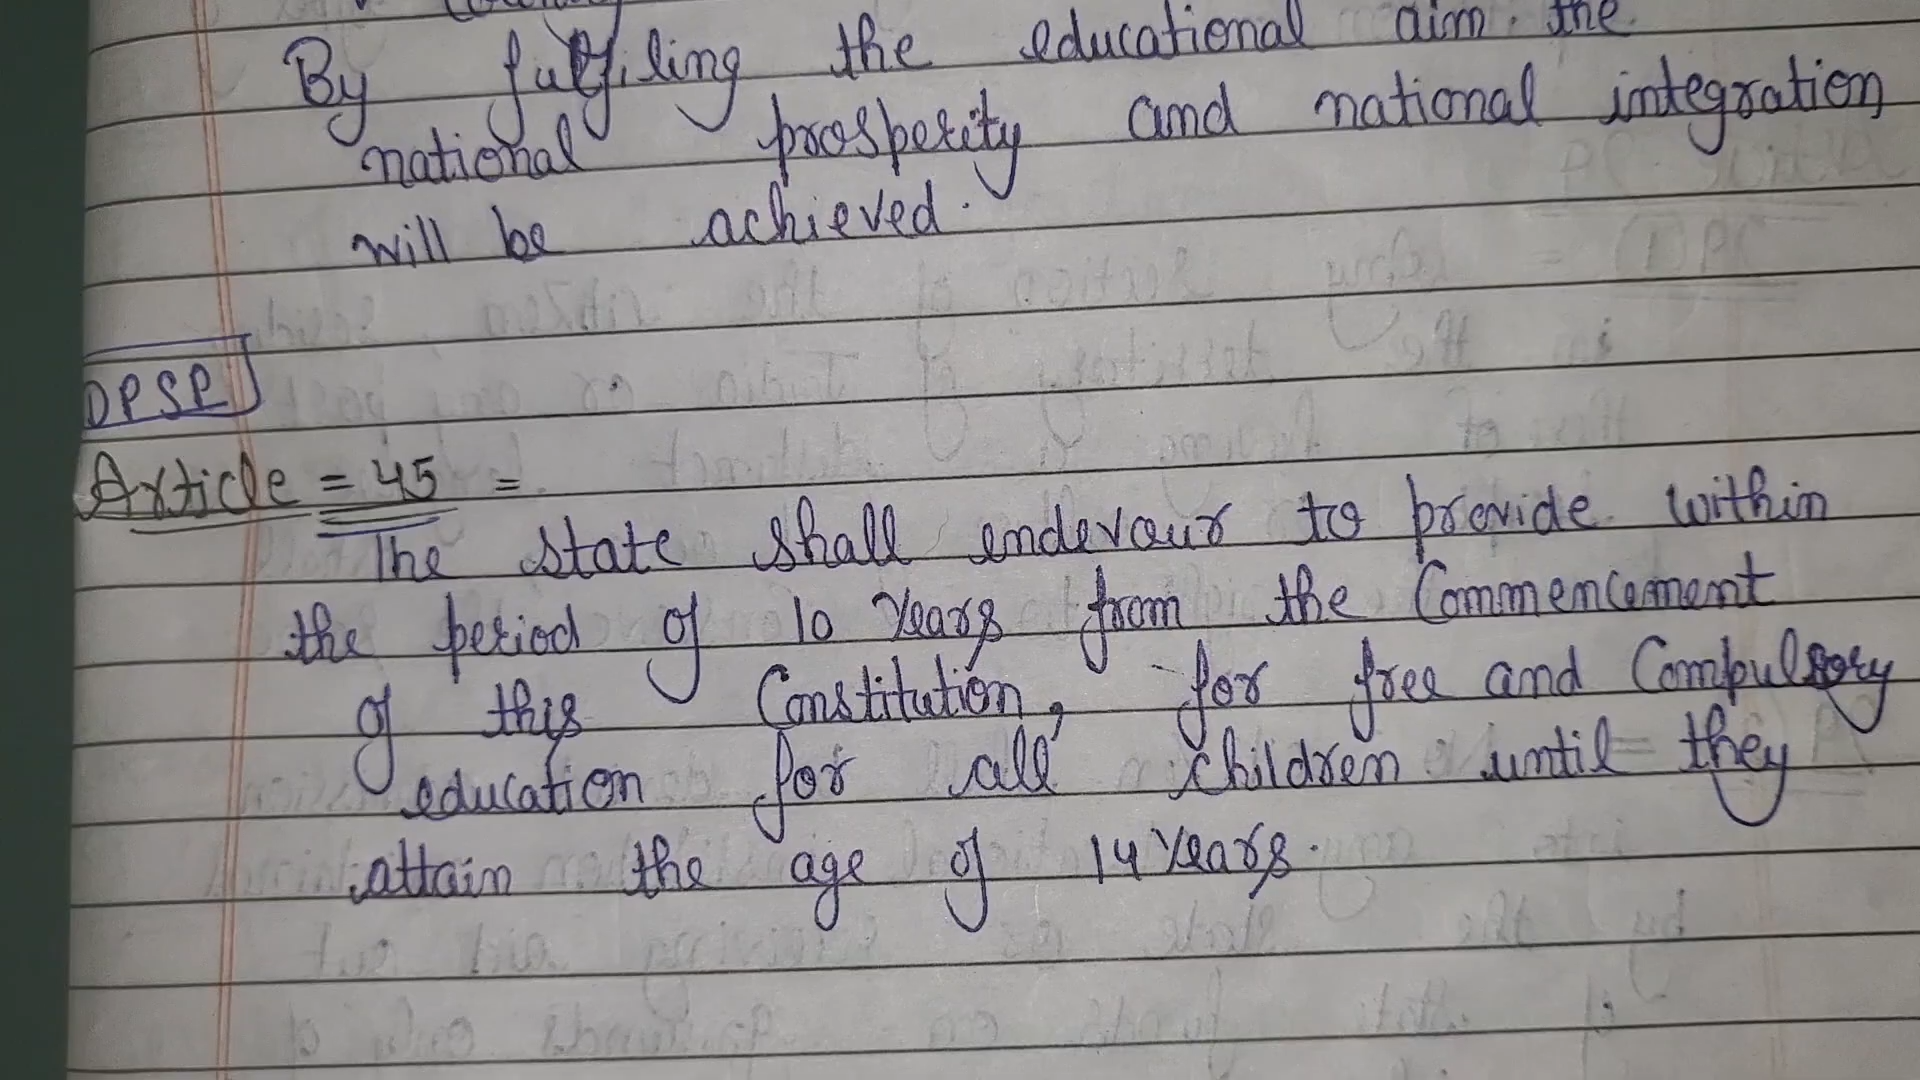 By fulfiling the educational aim. the
national prosperity and national integration
will be achieved.
DPSP
Article = 45 =
The state shall endevour to provide within
the period of 10 years from the Commencement
of this Constitution, for free and Compulsory
education for all children until they
attain the age of 14 years.